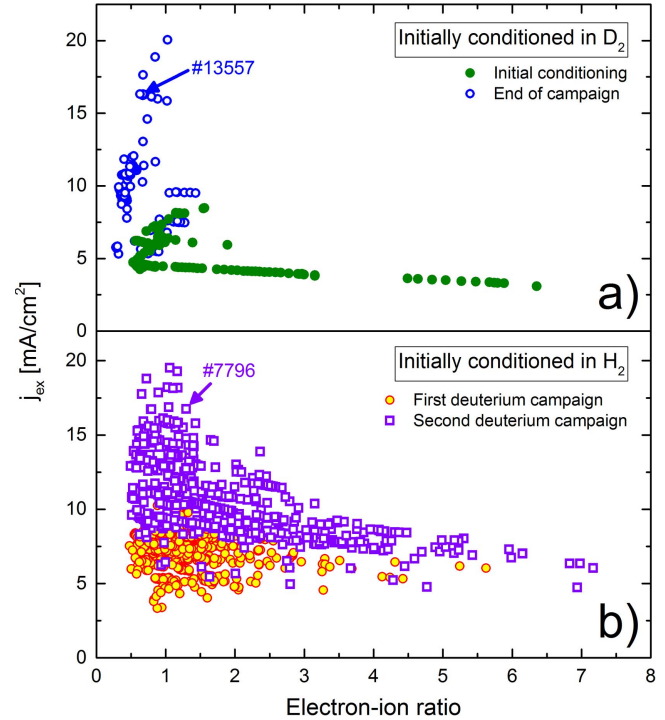 20
15
10
5
0
Initially conditioned in D₂
Initial conditioning
End of campaign
#13557
a)
j_ex [mA/cm²]
20
15
10
5
0
Initially conditioned in H₂
First deuterium campaign
Second deuterium campaign
#7796
b)
0 1 2 3 4 5 6 7 8
Electron-ion ratio